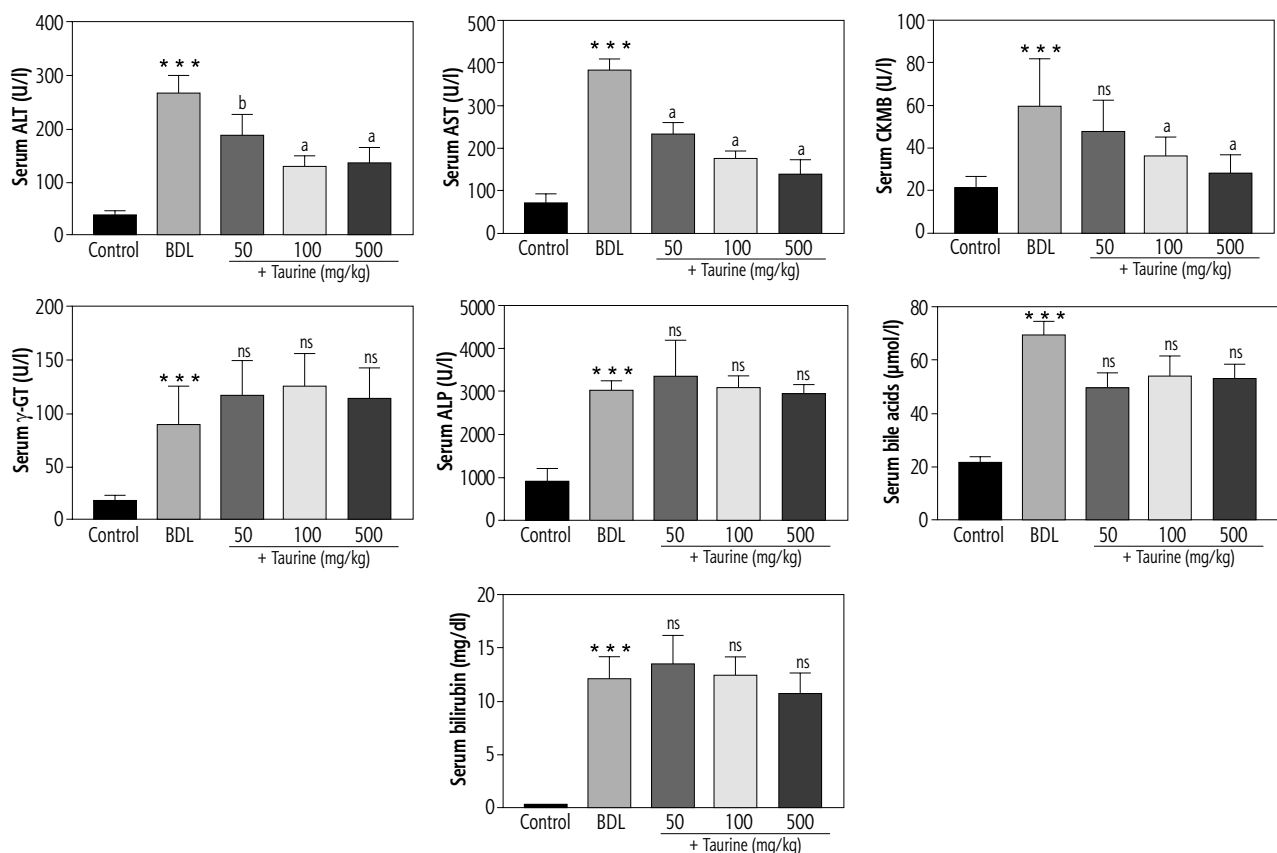 Serum ALT (U/l)
400
300
200
100
0
***
b
a
a
Control BDL 50 100 500
+ Taurine (mg/kg)
Serum AST (U/l)
500
400
300
200
100
0
***
a
a
a
Control BDL 50 100 500
+ Taurine (mg/kg)
Serum CKMB (U/l)
100
80
60
40
20
0
***
ns
a
a
Control BDL 50 100 500
+ Taurine (mg/kg)
Serum γ-GT (U/l)
200
150
100
50
0
***
ns
ns
ns
Control BDL 50 100 500
+ Taurine (mg/kg)
Serum ALP (U/l)
5000
4000
3000
2000
1000
0
***
ns
ns
ns
Control BDL 50 100 500
+ Taurine (mg/kg)
Serum bile acids (µmol/l)
80
60
40
20
0
***
ns
ns
ns
Control BDL 50 100 500
+ Taurine (mg/kg)
Serum bilirubin (mg/dl)
20
15
10
5
0
***
ns
ns
ns
Control BDL 50 100 500
+ Taurine (mg/kg)